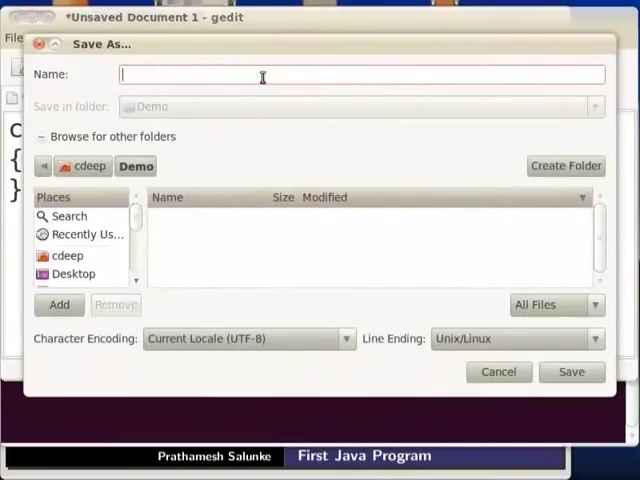 *Unsaved Document 1 - gedit
File
Save As...
Name:
Save in folder: Demo
Browse for other folders
cdeep Demo Create Folder
Places Name Size Modified
Search
Recently Us...
cdeep
Desktop
Add Remove All Files
Character Encoding: Current Locale (UTF-8) Line Ending: Unix/Linux
Cancel Save
{
}
Prathamesh Salunke First Java Program